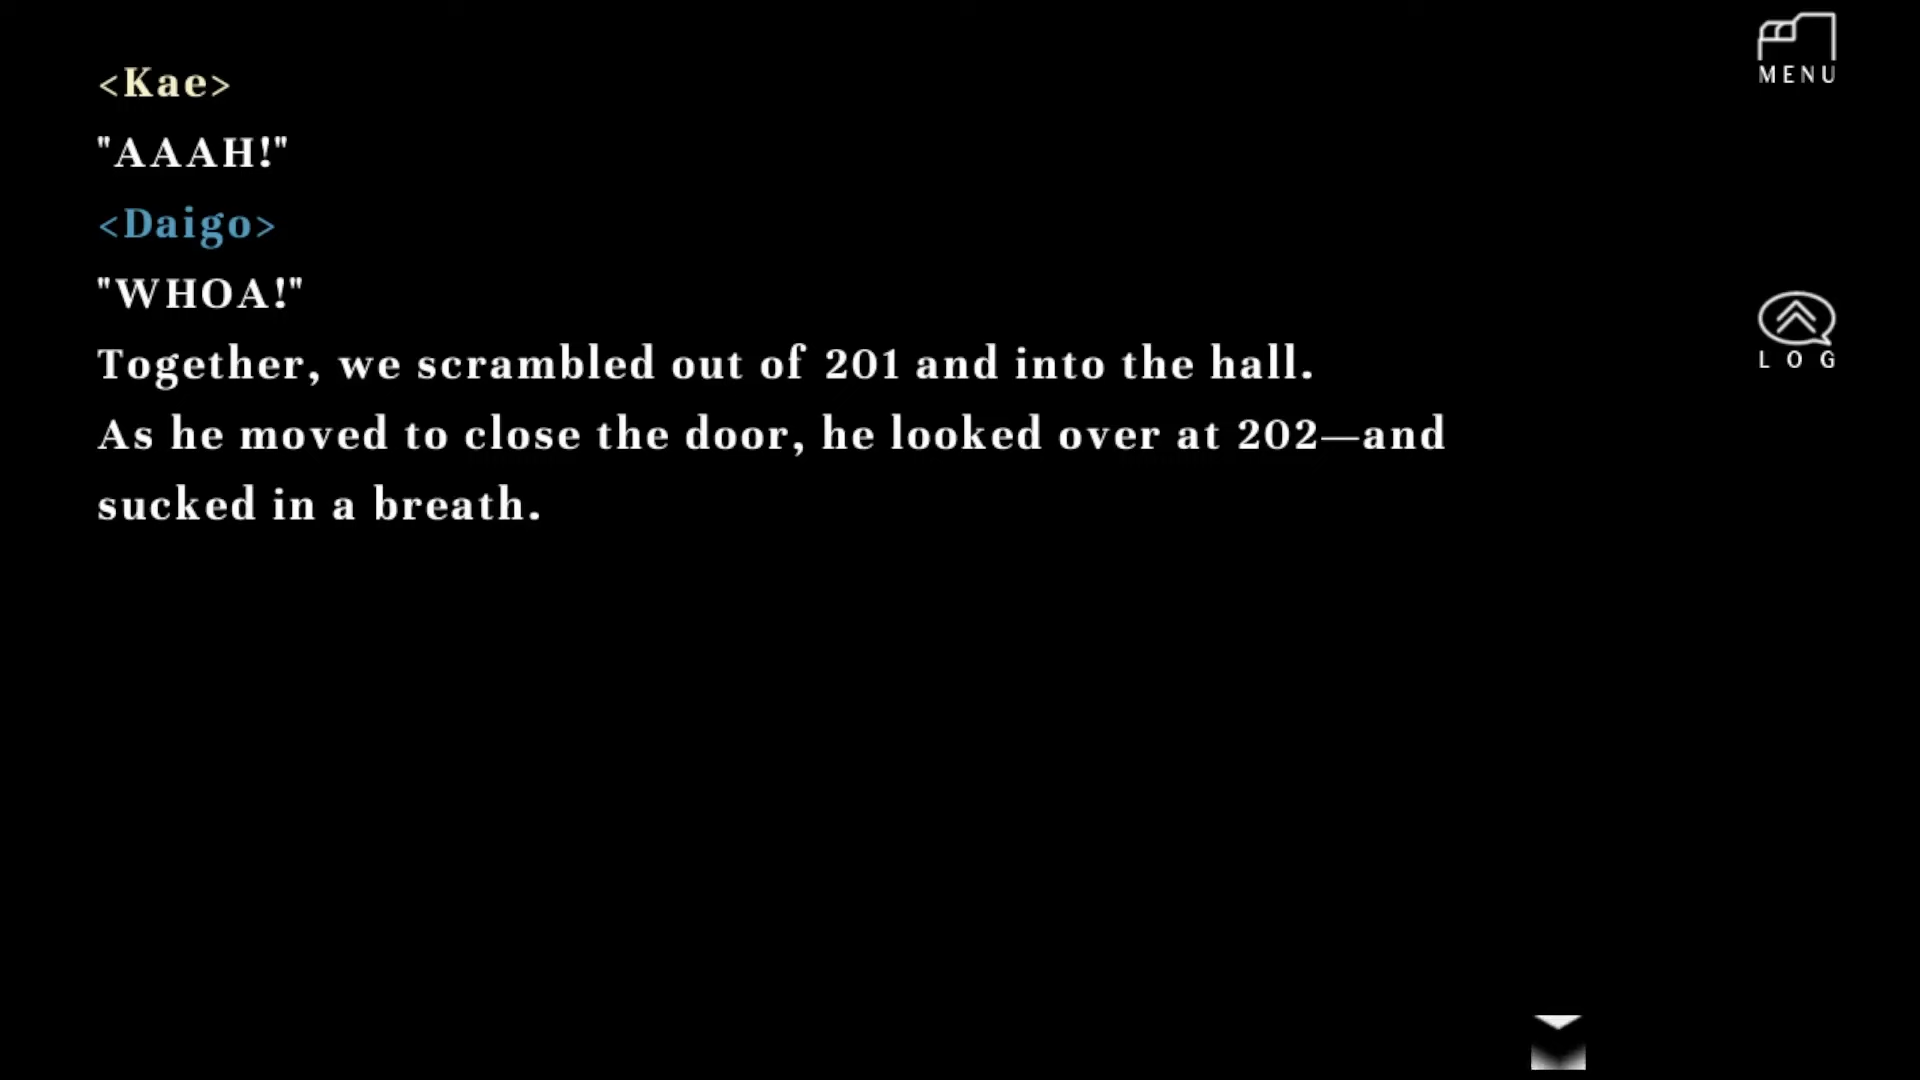 <Kae>
"AAAH!"
<Daigo>
"WHOA!"
Together, we scrambled out of 201 and into the hall.
As he moved to close the door, he looked over at 202—and
sucked in a breath.
MENU
LOG